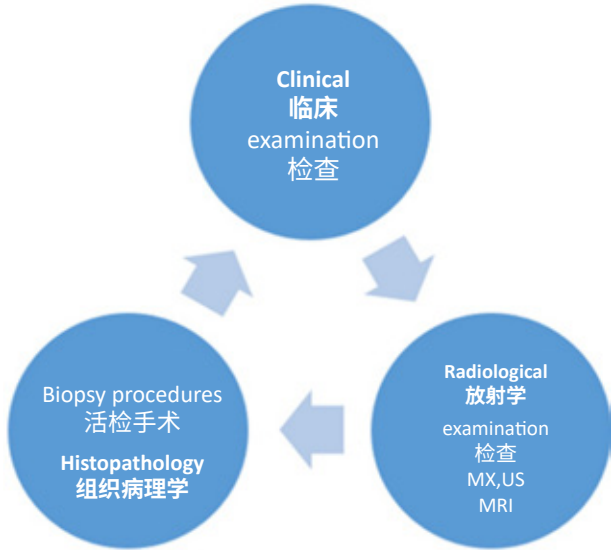 Clinical
临床
examination
检查
Radiological
放射学
examination
检查
MX,US
MRI
Biopsy procedures
活检手术
Histopathology
组织病理学